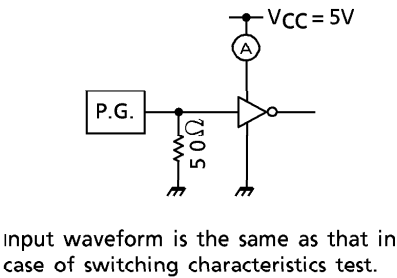 VCC = 5V
A
P.G.
50Ω
Input waveform is the same as that in
case of switching characteristics test.